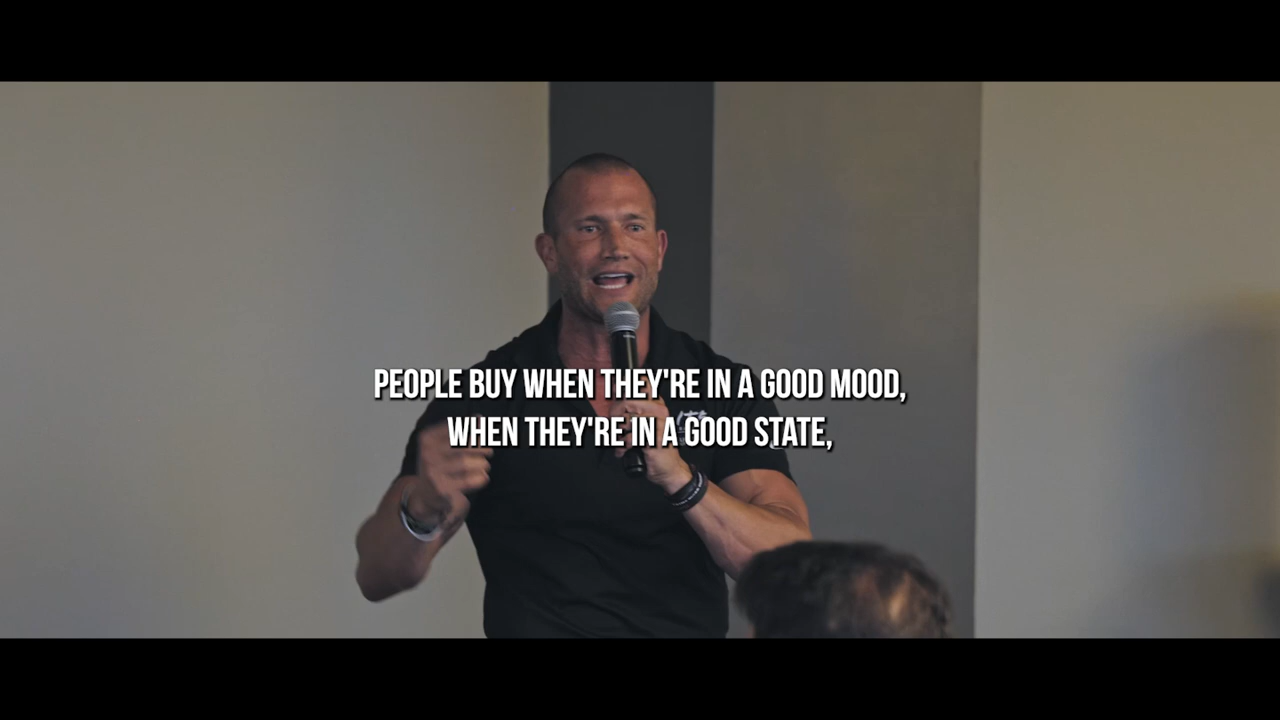 PEOPLE BUY WHEN THEY'RE IN A GOOD MOOD,
WHEN THEY'RE IN A GOOD STATE,